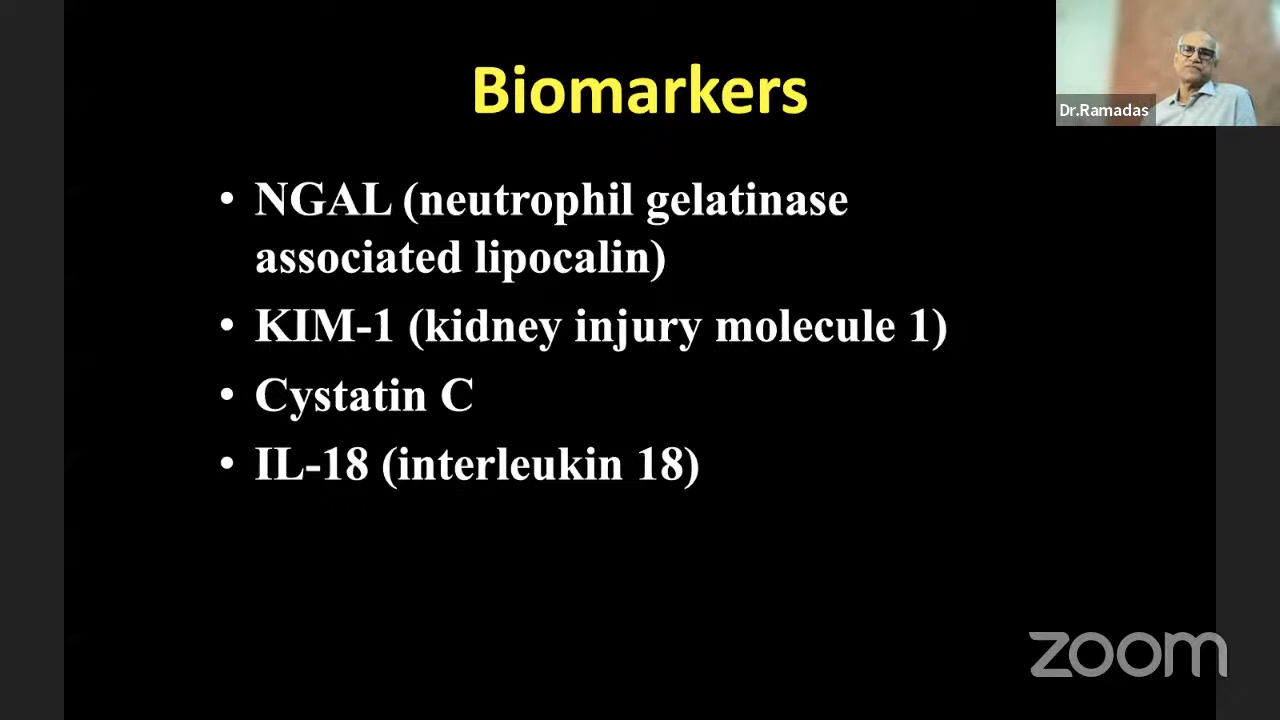 Biomarkers
Dr.Ramadas
• NGAL (neutrophil gelatinase
associated lipocalin)
• KIM-1 (kidney injury molecule 1)
• Cystatin C
• IL-18 (interleukin 18)
zoom